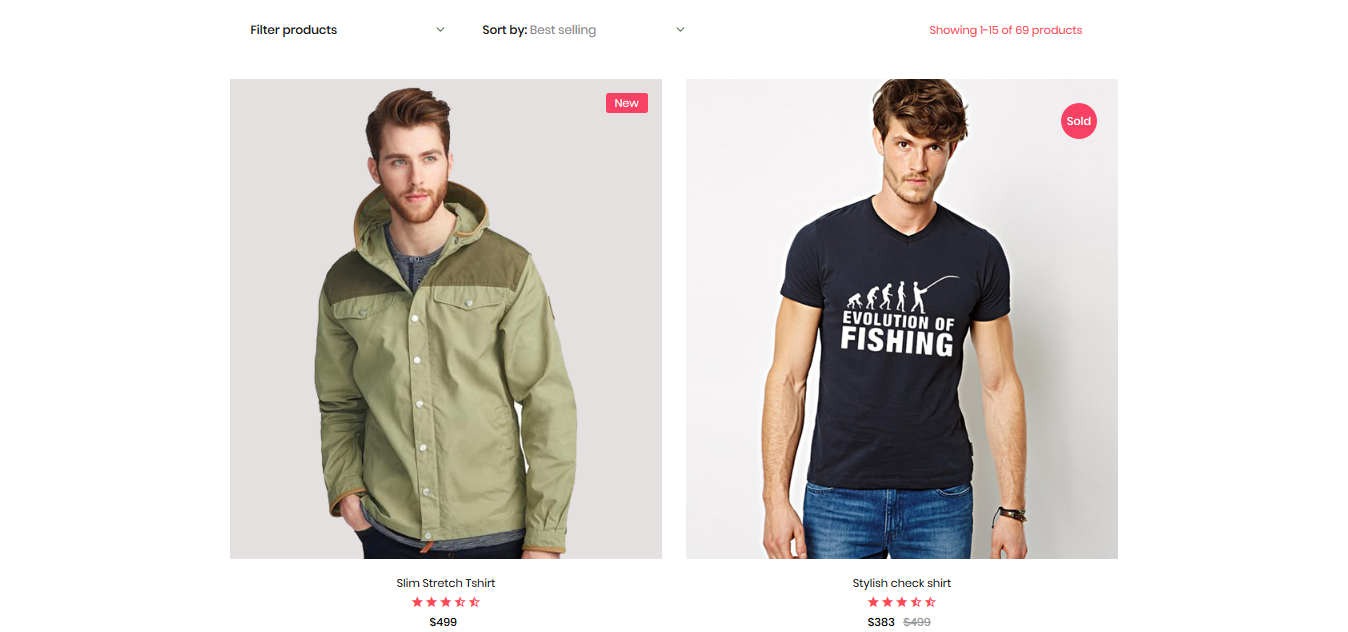 Filter products
Sort by: Best selling
Showing 1-15 of 69 products
New
Sold
EVOLUTION OF
FISHING
Slim Stretch Tshirt
$499
Stylish check shirt
$383 $499